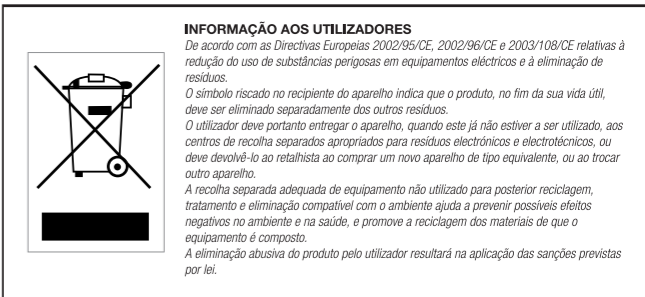 INFORMAÇÃO AOS UTILIZADORES
De acordo com as Directivas Europeias 2002/95/CE, 2002/96/CE e 2003/108/CE relativas à
redução do uso de substâncias perigosas em equipamentos eléctricos e à eliminação de
resíduos.
O símbolo riscado no recipiente do aparelho indica que o produto, no fim da sua vida útil,
deve ser eliminado separadamente dos outros resíduos.
O utilizador deve portanto entregar o aparelho, quando este já não estiver a ser utilizado, aos
centros de recolha separados apropriados para resíduos electrónicos e electrotécnicos, ou
deve devolvê-lo ao retalhista ao comprar um novo aparelho de tipo equivalente, ou ao trocar
outro aparelho.
A recolha separada adequada de equipamento não utilizado para posterior reciclagem,
tratamento e eliminação compatível com o ambiente ajuda a prevenir possíveis efeitos
negativos no ambiente e na saúde, e promove a reciclagem dos materiais de que o
equipamento é composto.
A eliminação abusiva do produto pelo utilizador resultará na aplicação das sanções previstas
por lei.